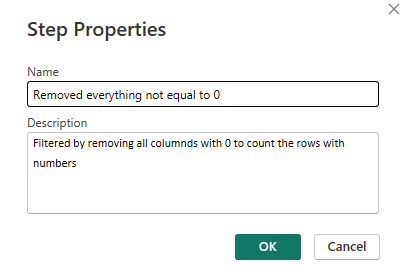 Step Properties
Name
Removed everything not equal to 0
Description
Filtered by removing all columnds with 0 to count the rows with
numbers
OK
Cancel